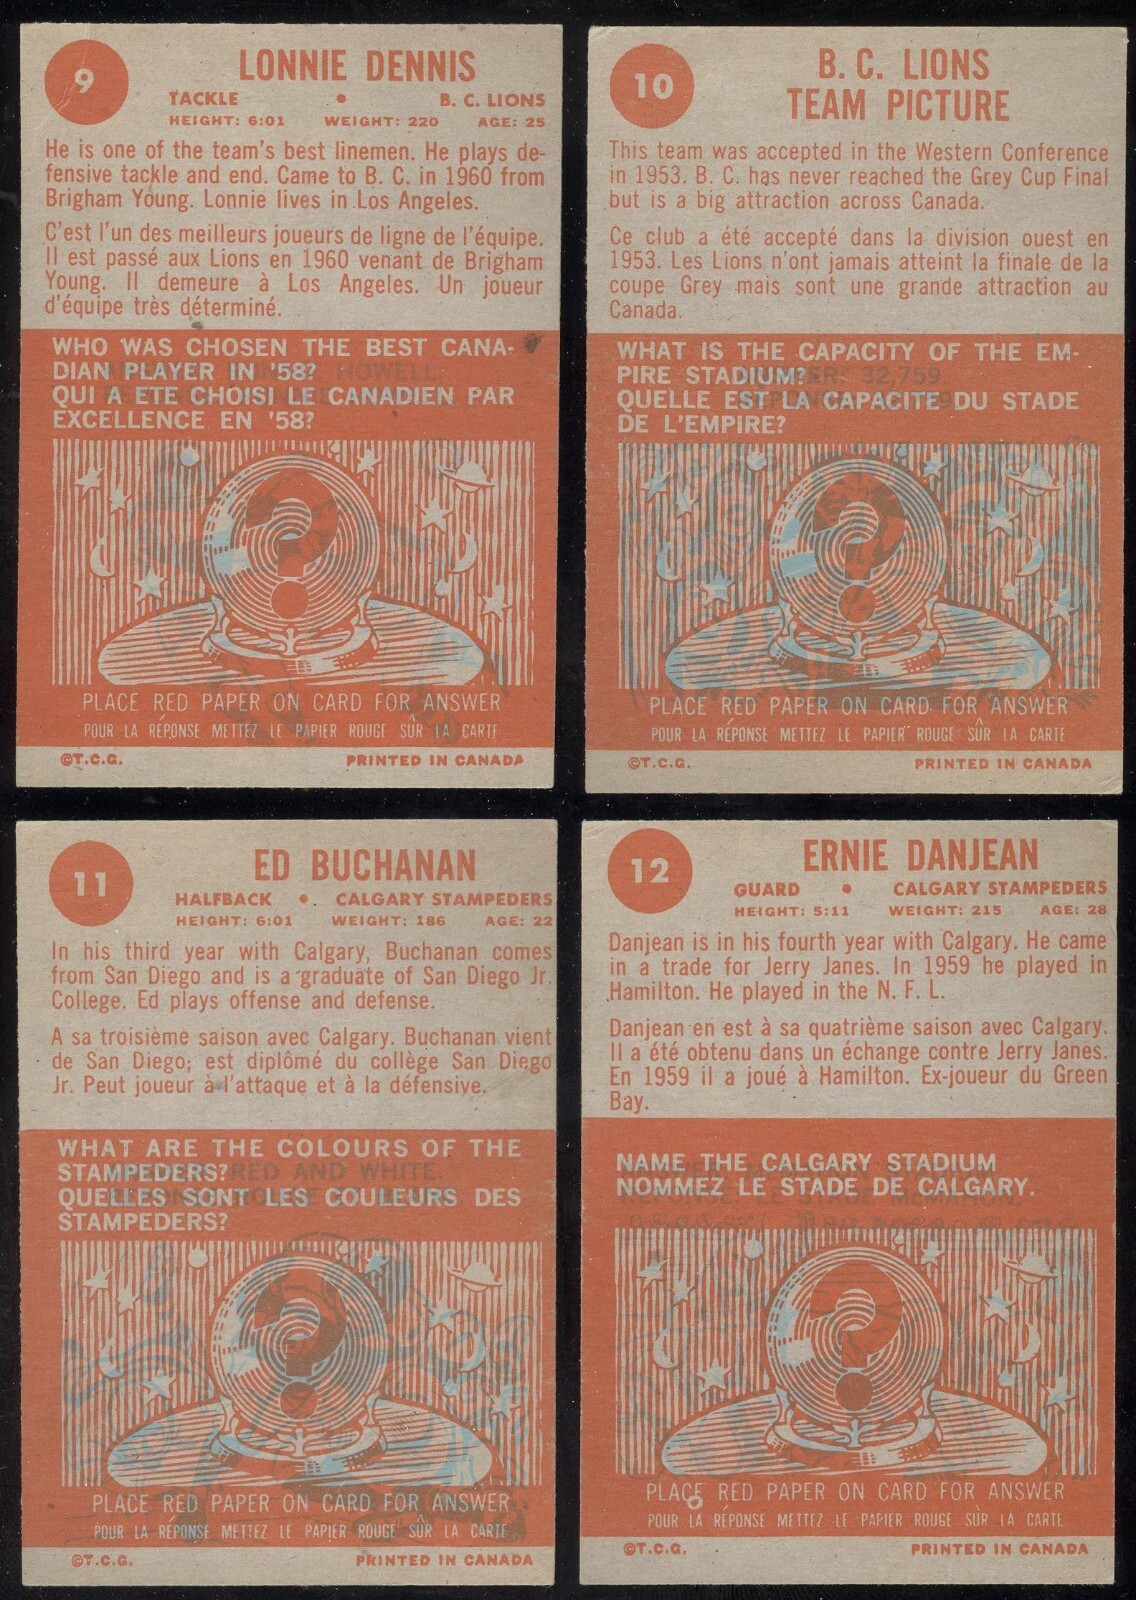 9
LONNIE DENNIS
TACKLE • B. C. LIONS
HEIGHT: 6:01 WEIGHT: 220 AGE: 25
He is one of the team's best linemen. He plays de-
fensive tackle and end. Came to B. C. in 1960 from
Brigham Young. Lonnie lives in Los Angeles.
C'est l'un des meilleurs joueurs de ligne de l'équipe.
Il est passé aux Lions en 1960 venant de Brigham
Young. Il demeure à Los Angeles. Un joueur
d'équipe très déterminé.
WHO WAS CHOSEN THE BEST CANA-
DIAN PLAYER IN '58?
HOWELL.
QUI A ETE CHOISI LE CANADIEN PAR
EXCELLENCE EN '58?
PLACE RED PAPER ON CARD FOR ANSWER
POUR LA RÉPONSE METTEZ LE PAPIER ROUGE SÛR LA CARTE
©T.C.G. PRINTED IN CANADA
10
B. C. LIONS
TEAM PICTURE
This team was accepted in the Western Conference
in 1953. B. C. has never reached the Grey Cup Final
but is a big attraction across Canada.
Ce club a été accepté dans la division ouest en
1953. Les Lions n'ont jamais atteint la finale de la
coupe Grey mais sont une grande attraction au
Canada.
WHAT IS THE CAPACITY OF THE EM-
PIRE STADIUM?
32,759.
QUELLE EST LA CAPACITE DU STADE
DE L'EMPIRE?
PLACE RED PAPER ON CARD FOR ANSWER
POUR LA RÉPONSE METTEZ LE PAPIER ROUGE SÛR LA CARTE
©T.C.G. PRINTED IN CANADA
11
ED BUCHANAN
HALFBACK • CALGARY STAMPEDERS
HEIGHT: 6:01 WEIGHT: 186 AGE: 22
In his third year with Calgary, Buchanan comes
from San Diego and is a graduate of San Diego Jr.
College. Ed plays offense and defense.
A sa troisième saison avec Calgary. Buchanan vient
de San Diego; est diplômé du collège San Diego
Jr. Peut joueur à l'attaque et à la défensive.
WHAT ARE THE COLOURS OF THE
STAMPEDERS?
RED AND WHITE.
QUELLES SONT LES COULEURS DES
STAMPEDERS?
PLACE RED PAPER ON CARD FOR ANSWER
POUR LA RÉPONSE METTEZ LE PAPIER ROUGE SÛR LA CARTE
©T.C.G. PRINTED IN CANADA
12
ERNIE DANJEAN
GUARD • CALGARY STAMPEDERS
HEIGHT: 5:11 WEIGHT: 215 AGE: 28
Danjean is in his fourth year with Calgary. He came
in a trade for Jerry Janes. In 1959 he played in
Hamilton. He played in the N. F. L.
Danjean en est à sa quatrième saison avec Calgary.
Il a été obtenu dans un échange contre Jerry Janes.
En 1959 il a joué à Hamilton. Ex-joueur du Green
Bay.
NAME THE CALGARY STADIUM
NOMMEZ LE STADE DE CALGARY.
PLACE RED PAPER ON CARD FOR ANSWER
POUR LA RÉPONSE METTEZ LE PAPIER ROUGE SÛR LA CARTE
©T.C.G. PRINTED IN CANADA